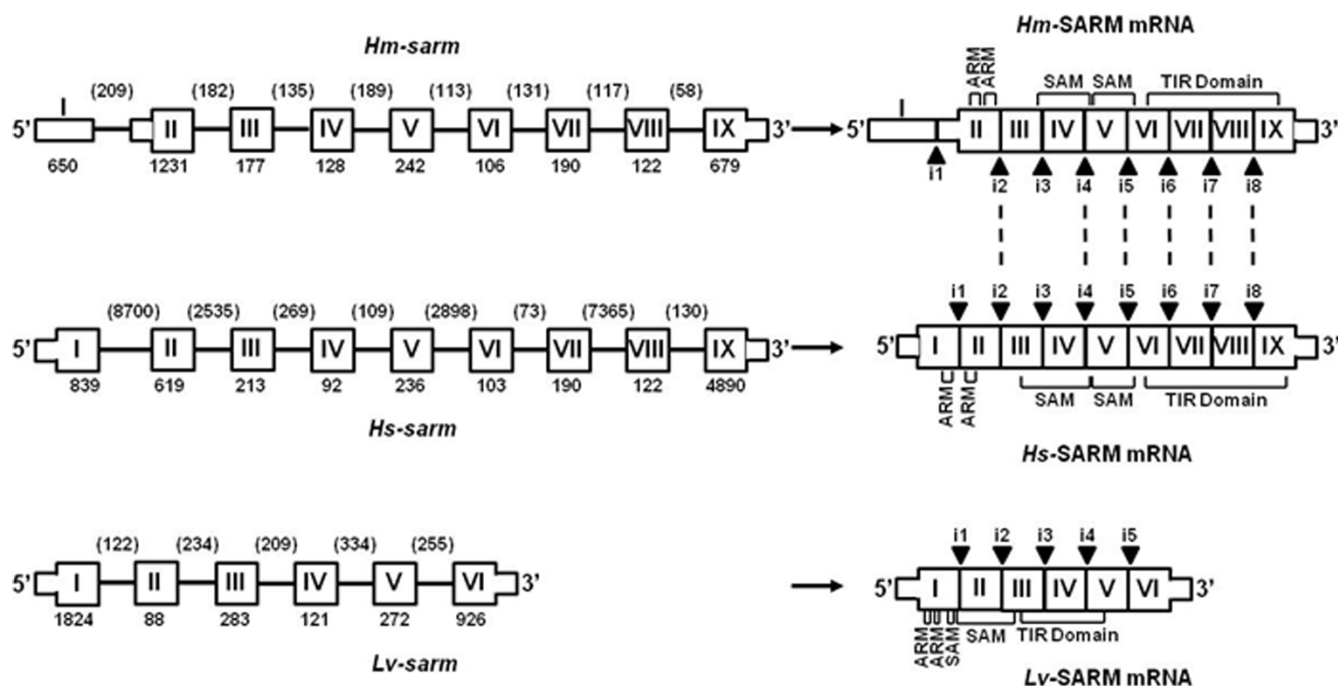 Hm-sarm
(209) (182) (135) (189) (113) (131) (117) (58)
5' I II III IV V VI VII VIII IX 3'
650 1231 177 128 242 106 190 122 679
Hm-SARM mRNA
ARM ARM SAM SAM TIR Domain
5' I II III IV V VI VII VIII IX 3'
i1 i2 i3 i4 i5 i6 i7 i8
(8700) (2535) (269) (109) (2898) (73) (7365) (130)
5' I II III IV V VI VII VIII IX 3'
839 619 213 92 236 103 190 122 4890
Hs-sarm
i1 i2 i3 i4 i5 i6 i7 i8
5' I II III IV V VI VII VIII IX 3'
ARM ARM SAM SAM TIR Domain
Hs-SARM mRNA
(122) (234) (209) (334) (255)
5' I II III IV V VI 3'
1824 88 283 121 272 926
Lv-sarm
i1 i2 i3 i4 i5
5' I II III IV V VI 3'
ARM ARM SAM SAM TIR Domain
Lv-SARM mRNA